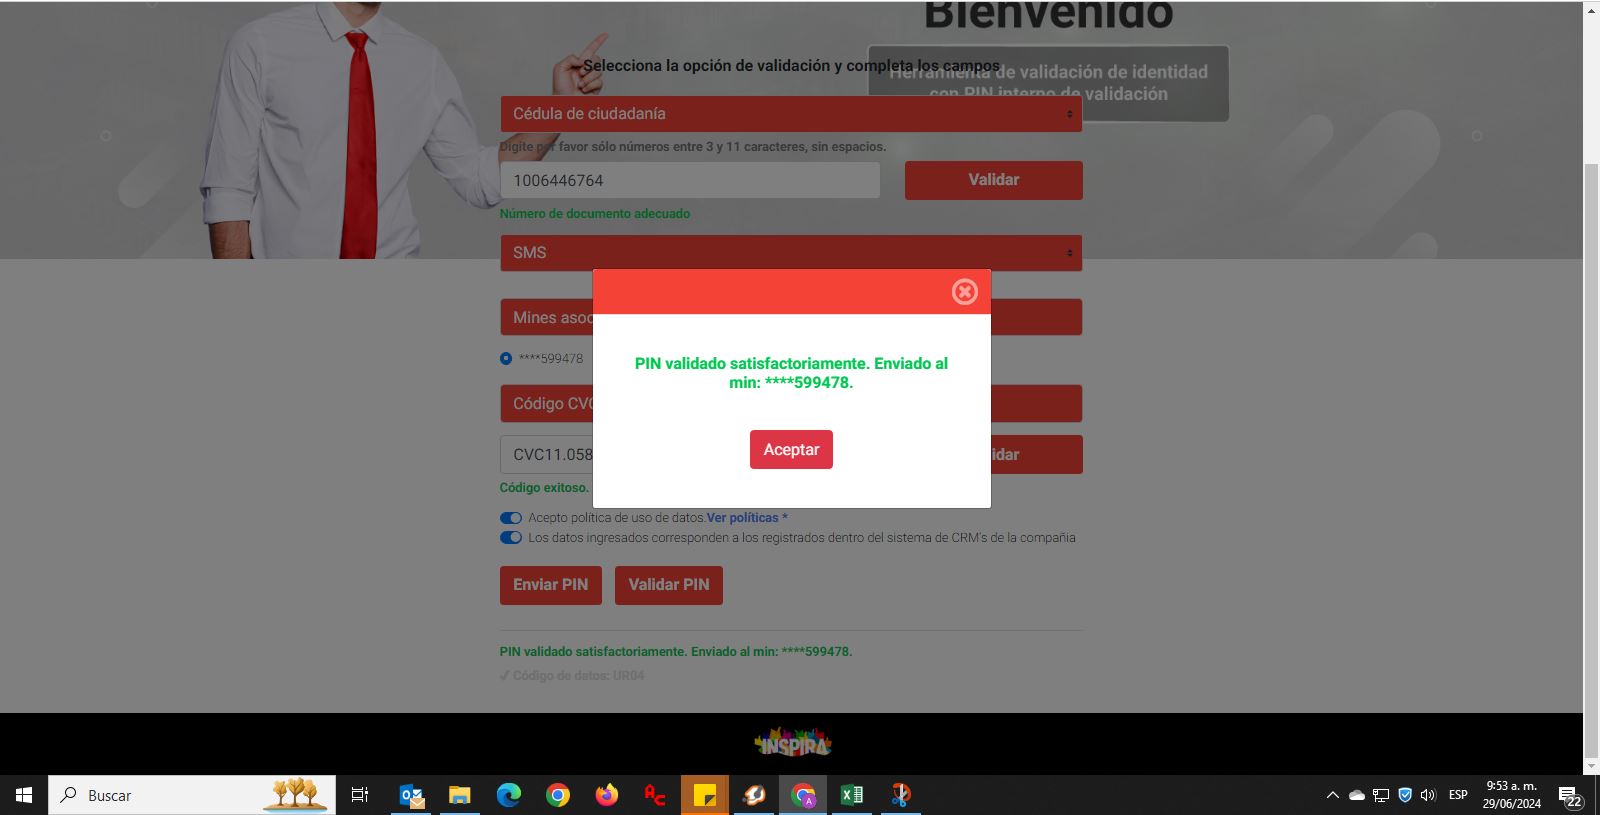 Bienvenido
Selecciona la opción de validación y completa los campos
Herramienta de validación de identidad
con PIN interno de validación
Cédula de ciudadanía
Digite por favor sólo números entre 3 y 11 caracteres, sin espacios.
1006446764
Validar
Número de documento adecuado
SMS
Mines asoc
****599478
PIN validado satisfactoriamente. Enviado al
min: ****599478.
Código CVC
Aceptar
CVC11.058
idar
Código exitoso.
Acepto política de uso de datos.Ver políticas *
Los datos ingresados corresponden a los registrados dentro del sistema de CRM's de la compañia
Enviar PIN
Validar PIN
PIN validado satisfactoriamente. Enviado al min: ****599478.
✓ Código de datos: UR04
INSPIRA
Buscar
ESP
9:53 a. m.
29/06/2024
22